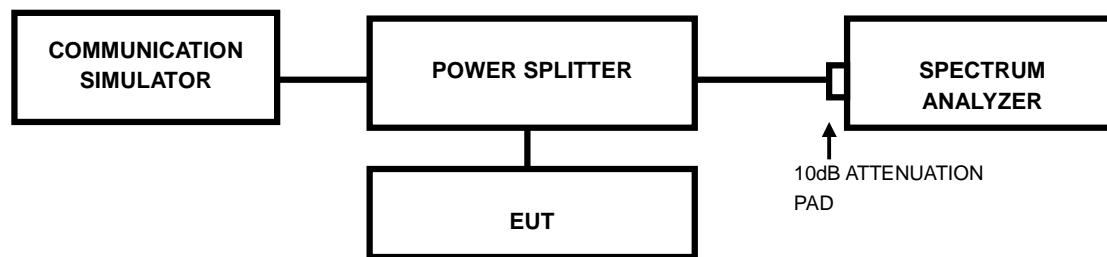 COMMUNICATION
SIMULATOR
POWER SPLITTER
SPECTRUM
ANALYZER
10dB ATTENUATION
PAD
EUT